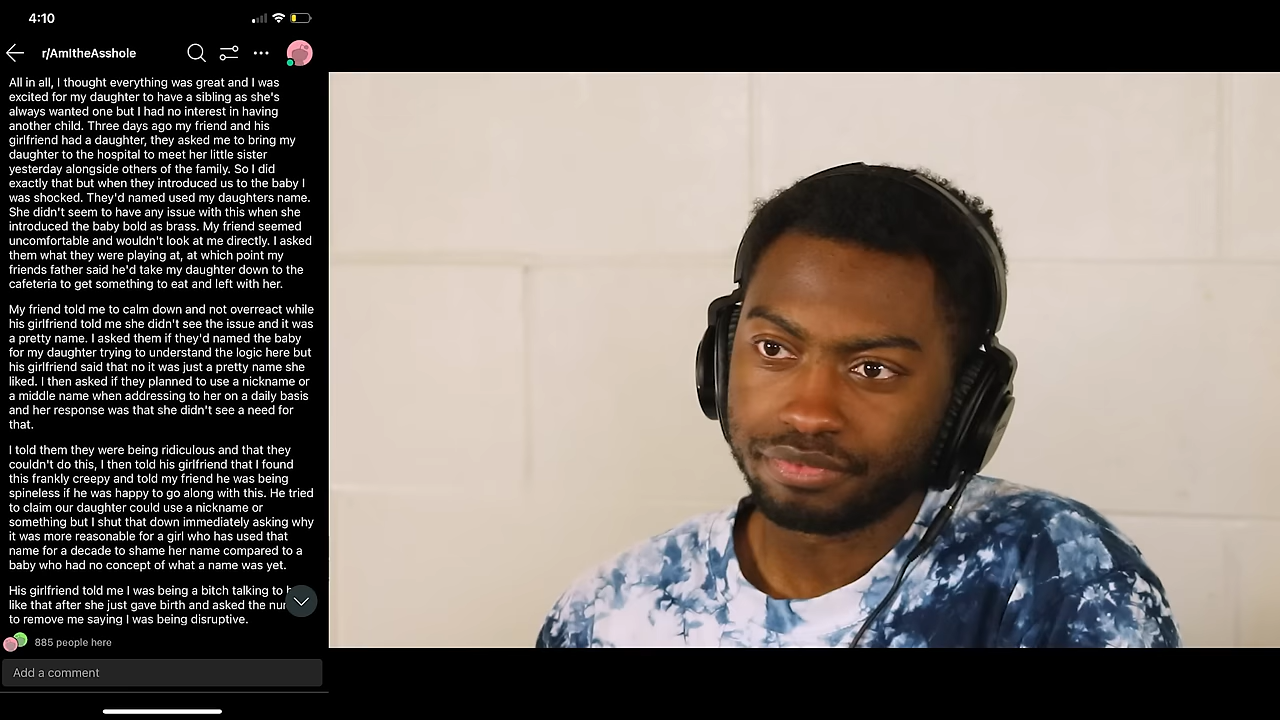 4:10
r/AmItheAsshole
All in all, I thought everything was great and I was
excited for my daughter to have a sibling as she's
always wanted one but I had no interest in having
another child. Three days ago my friend and his
girlfriend had a daughter, they asked me to bring my
daughter to the hospital to meet her little sister
yesterday alongside others of the family. So I did
exactly that but when they introduced us to the baby I
was shocked. They'd named used my daughters name.
She didn't seem to have any issue with this when she
introduced the baby bold as brass. My friend seemed
uncomfortable and wouldn't look at me directly. I asked
them what they were playing at, at which point my
friends father said he'd take my daughter down to the
cafeteria to get something to eat and left with her.
My friend told me to calm down and not overreact while
his girlfriend told me she didn't see the issue and it was
a pretty name. I asked them if they'd named the baby
for my daughter trying to understand the logic here but
his girlfriend said that no it was just a pretty name she
liked. I then asked if they planned to use a nickname or
a middle name when addressing to her on a daily basis
and her response was that she didn't see a need for
that.
I told them they were being ridiculous and that they
couldn't do this, I then told his girlfriend that I found
this frankly creepy and told my friend he was being
spineless if he was happy to go along with this. He tried
to claim our daughter could use a nickname or
something but I shut that down immediately asking why
it was more reasonable for a girl who has used that
name for a decade to shame her name compared to a
baby who had no concept of what a name was yet.
His girlfriend told me I was being a bitch talking to
like that after she just gave birth and asked the
to remove me saying I was being disruptive.
885 people here
Add a comment